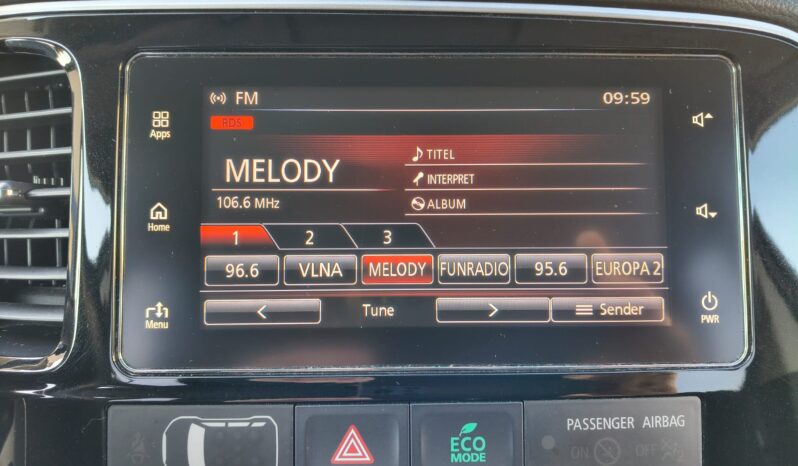 FM 09:59
RDS
Apps
MELODY
TITEL
INTERPRET
106.6 MHz
ALBUM
Home
1 2 3
96.6 VLNA MELODY FUNRADIO 95.6 EUROPA 2
< Tune > Sender
Menu
PWR
ECO
MODE
PASSENGER AIRBAG
ON OFF